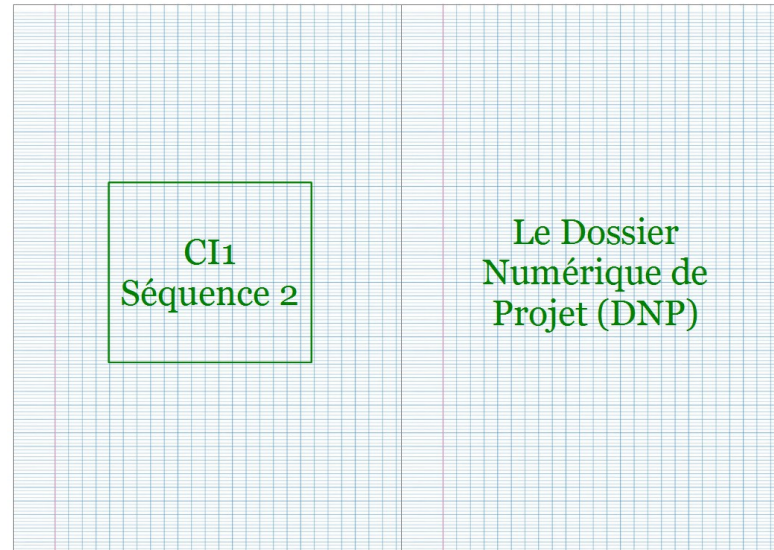 CI1
Séquence 2
Le Dossier
Numérique de
Projet (DNP)